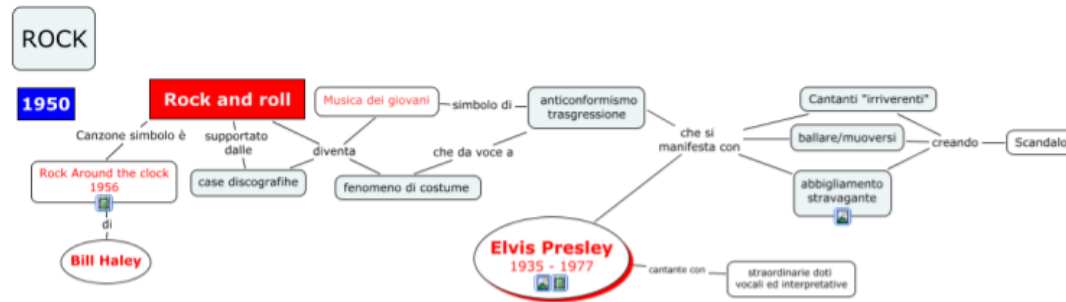 ROCK
1950
Rock and roll
Musica dei giovani
simbolo di
anticonformismo
trasgressione
Cantanti "irriverenti"
Canzone simbolo è
supportato
dalle
diventa
che da voce a
che si
manifesta con
ballare/muoversi
creando
Scandalo
Rock Around the clock
1956
case discografihe
fenomeno di costume
abbigliamento
stravagante
di
Bill Haley
Elvis Presley
1935 - 1977
cantante con
straordinarie doti
vocali ed interpretative